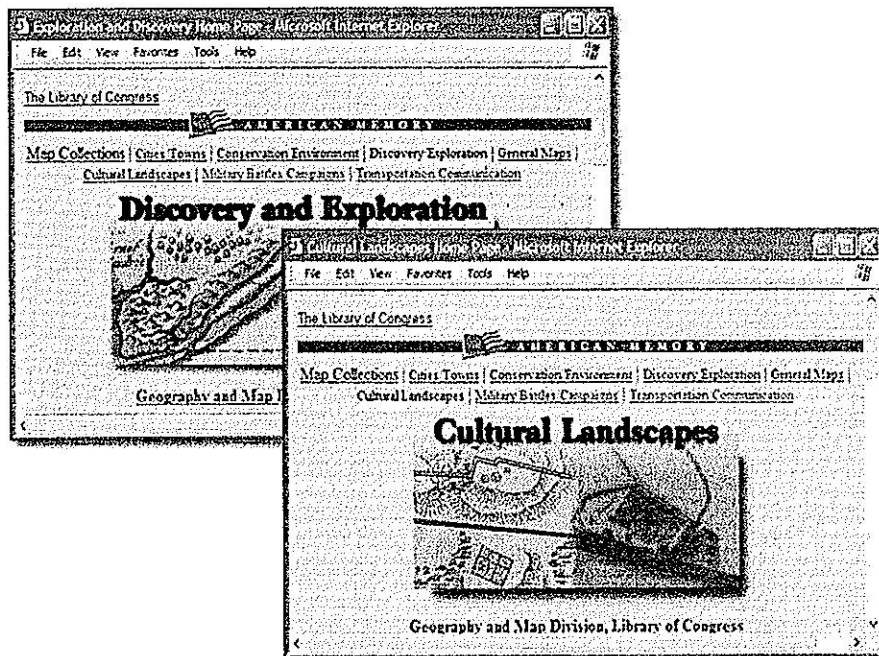 Exploration and Discovery Home Page - Microsoft Internet Explorer
File Edit View Favorites Tools Help
The Library of Congress
AMERICAN MEMORY
Map Collections | Cities Towns | Conservation Environment | Discovery Exploration | General Maps |
Cultural Landscapes | Military Battles Campaigns | Transportation Communication
Discovery and Exploration
Geography and Map
Cultural Landscapes Home Page - Microsoft Internet Explorer
File Edit View Favorites Tools Help
The Library of Congress
AMERICAN MEMORY
Map Collections | Cities Towns | Conservation Environment | Discovery Exploration | General Maps |
Cultural Landscapes | Military Battles Campaigns | Transportation Communication
Cultural Landscapes
Geography and Map Division, Library of Congress